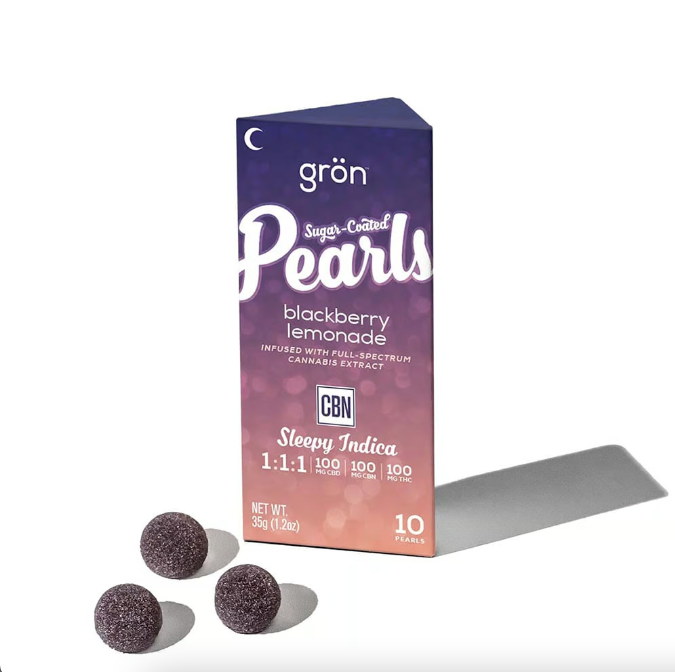 grön™
Sugar-Coated
Pearls
blackberry
lemonade
INFUSED WITH FULL-SPECTRUM
CANNABIS EXTRACT
CBN
Sleepy Indica
1:1:1 | 100 MG CBD | 100 MG CBN | 100 MG THC
NET WT.
35g (1.2oz)
10
PEARLS